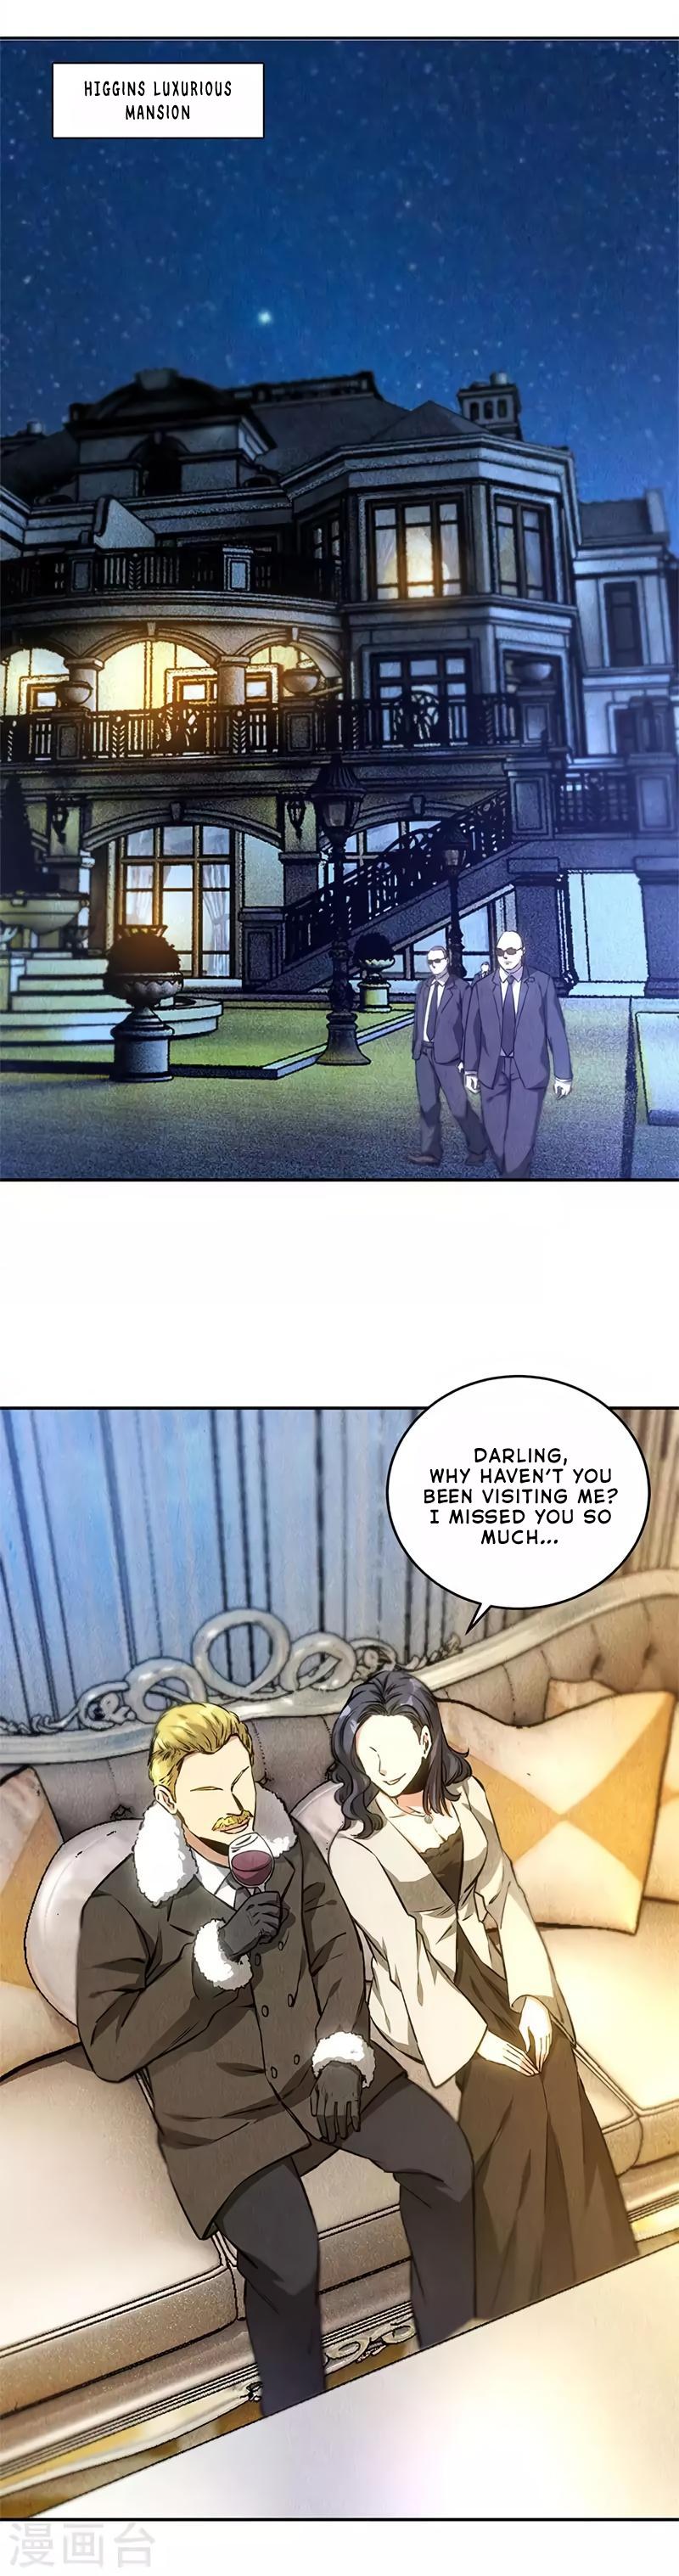 HIGGINS LUXURIOUS
MANSION
DARLING,
WHY HAVEN'T YOU
BEEN VISITING ME?
I MISSED YOU SO
MUCH...
漫画台